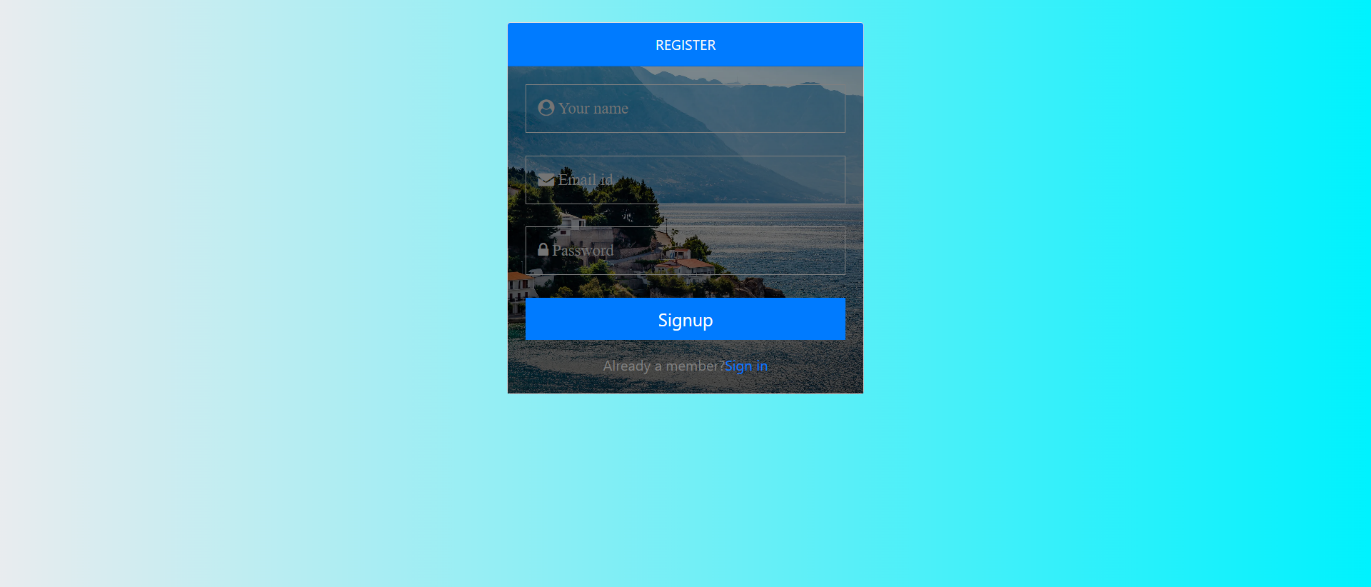 REGISTER
Your name
Email id
Password
Signup
Already a member?Sign In